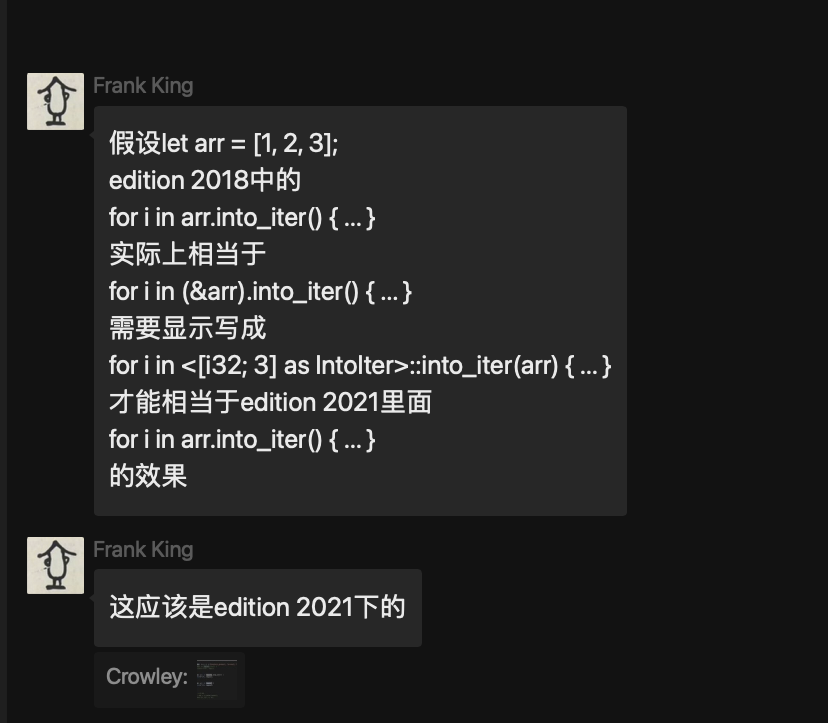 Frank King
假设let arr = [1, 2, 3];
edition 2018中的
for i in arr.into_iter() { ... }
实际上相当于
for i in (&arr).into_iter() { ... }
需要显示写成
for i in <[i32; 3] as IntoIter>::into_iter(arr) { ... }
才能相当于edition 2021里面
for i in arr.into_iter() { ... }
的效果
Frank King
这应该是edition 2021下的
Crowley: